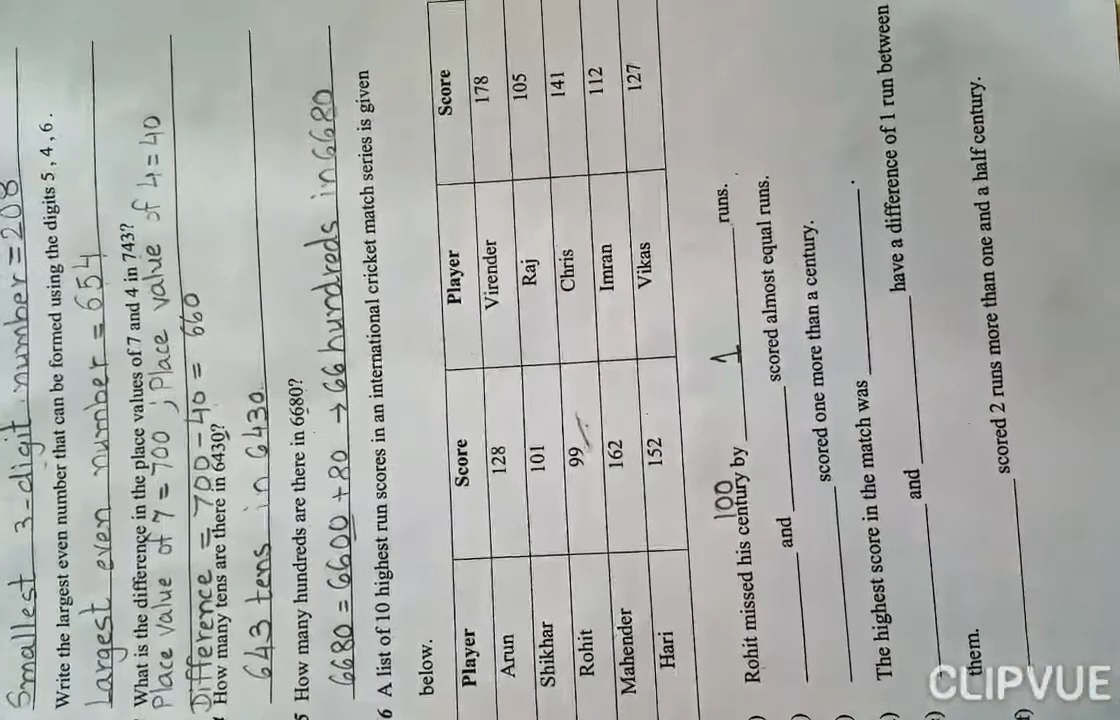 Smallest 3-digit number = 208
Write the largest even number that can be formed using the digits 5 , 4 , 6 .
Largest even number = 654
What is the difference in the place values of 7 and 4 in 743?
Place value of 7 = 700 , Place value of 4 = 40
Difference = 700 - 40 = 660
How many tens are there in 6430?
643 tens in 6430
5 How many hundreds are there in 6680?
6680 = 6600 + 80 → 66 hundreds in 6680
6 A list of 10 highest run scores in an international cricket match series is given
below.
Player Score Player Score
Arun 128 Virender 178
Shikhar 101 Raj 105
Rohit 99 Chris 141
Mahender 162 Imran 112
Hari 152 Vikas 127
100
) Rohit missed his century by 1 runs.
) and scored almost equal runs.
) scored one more than a century.
) The highest score in the match was .
) and have a difference of 1 run between
them.
f) scored 2 runs more than one and a half century.
CLIPVUE